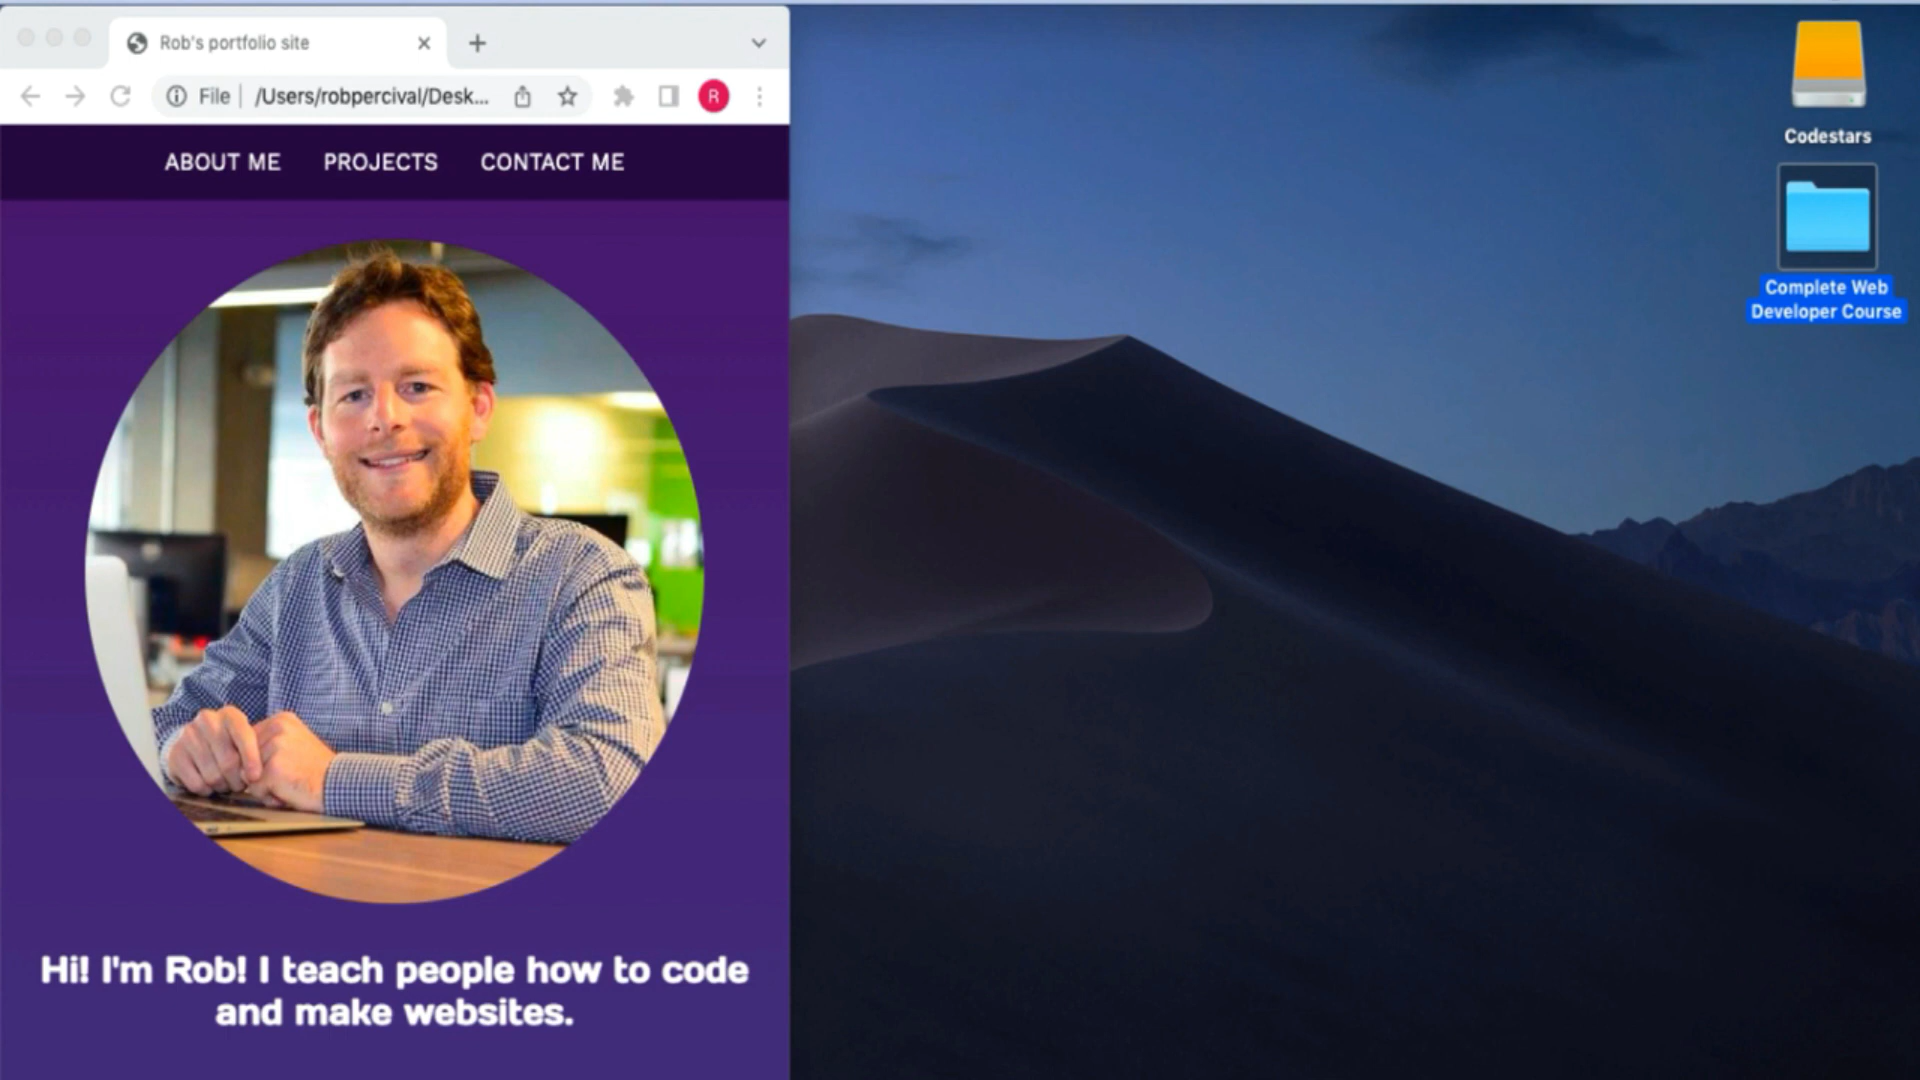 Rob's portfolio site
File /Users/robpercival/Desk...
R
ABOUT ME PROJECTS CONTACT ME
Hi! I'm Rob! I teach people how to code
and make websites.
Codestars
Complete Web
Developer Course